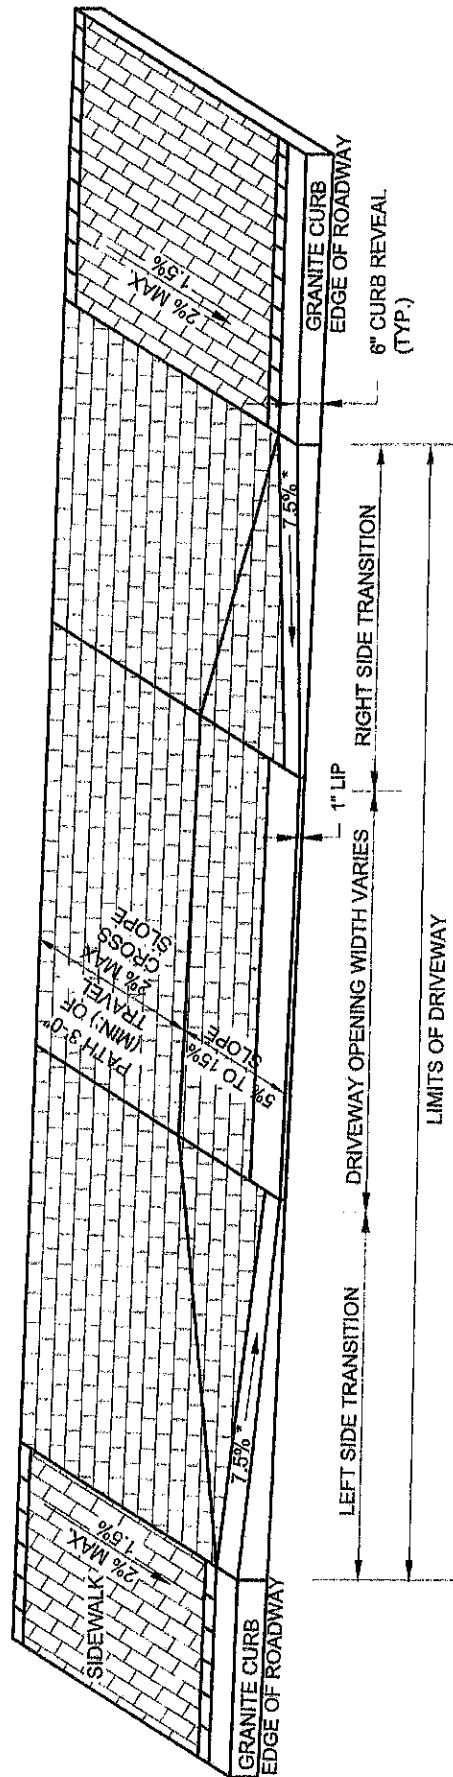 SIDEWALK
2% MAX.
1.5%
GRANITE CURB
EDGE OF ROADWAY
7.5% *
LEFT SIDE TRANSITION
PATH 3'-0"
(MIN) OF
TRAVEL
2% MAX
CROSS
SLOPE
5% TO 15%
SLOPE
DRIVEWAY OPENING WIDTH VARIES
1" LIP
LIMITS OF DRIVEWAY
7.5% *
RIGHT SIDE TRANSITION
2% MAX.
1.5%
GRANITE CURB
EDGE OF ROADWAY
6" CURB REVEAL
(TYP.)